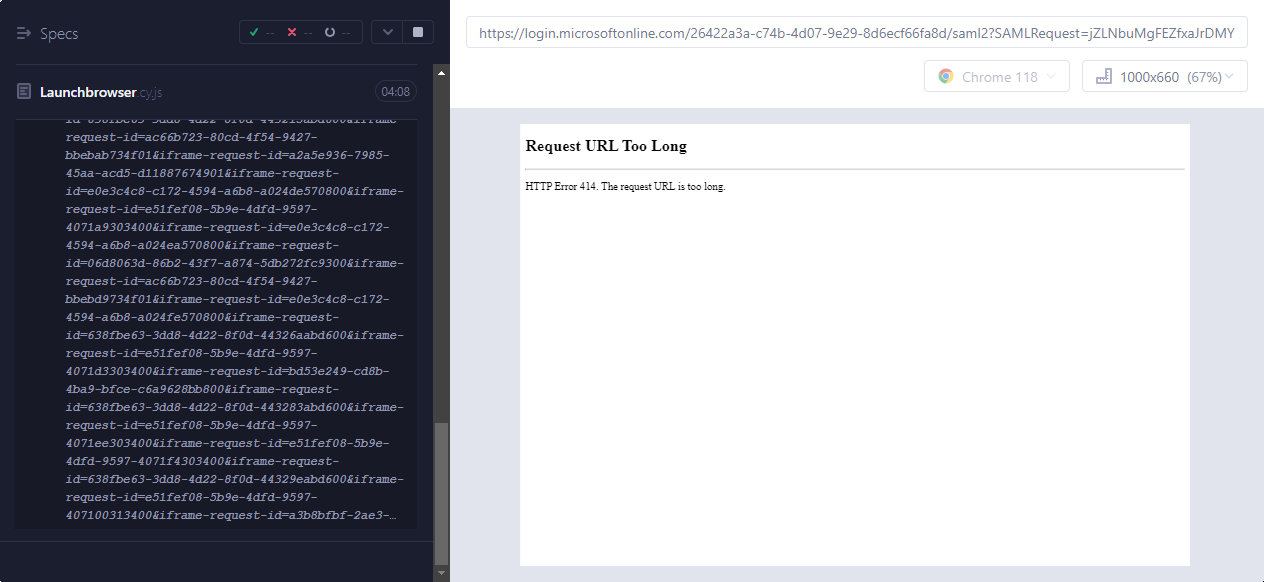 Specs
-- -- --
Launchbrowser.cy.js
04:08
id=638fbe63-3dd8-4d22-8f0d-443213abd600&iframe-
request-id=ac66b723-80cd-4f54-9427-
bbebab734f01&iframe-request-id=a2a5e936-7985-
45aa-acd5-d11887674901&iframe-request-
id=e0e3c4c8-c172-4594-a6b8-a024de570800&iframe-
request-id=e51fef08-5b9e-4dfd-9597-
4071a9303400&iframe-request-id=e0e3c4c8-c172-
4594-a6b8-a024ea570800&iframe-request-
id=06d8063d-86b2-43f7-a874-5db272fc9300&iframe-
request-id=ac66b723-80cd-4f54-9427-
bbebd9734f01&iframe-request-id=e0e3c4c8-c172-
4594-a6b8-a024fe570800&iframe-request-
id=638fbe63-3dd8-4d22-8f0d-44326aabd600&iframe-
request-id=e51fef08-5b9e-4dfd-9597-
4071d3303400&iframe-request-id=bd53e249-cd8b-
4ba9-bfce-c6a9628bb800&iframe-request-
id=638fbe63-3dd8-4d22-8f0d-443283abd600&iframe-
request-id=e51fef08-5b9e-4dfd-9597-
4071ee303400&iframe-request-id=e51fef08-5b9e-
4dfd-9597-4071f4303400&iframe-request-
id=638fbe63-3dd8-4d22-8f0d-44329eabd600&iframe-
request-id=e51fef08-5b9e-4dfd-9597-
407100313400&iframe-request-id=a3b8bfbf-2ae3-…
https://login.microsoftonline.com/26422a3a-c74b-4d07-9e29-8d6ecf66fa8d/saml2?SAMLRequest=jZLNbuMgFEZfxaJrDMY
Chrome 118
1000x660 (67%)
Request URL Too Long
HTTP Error 414. The request URL is too long.